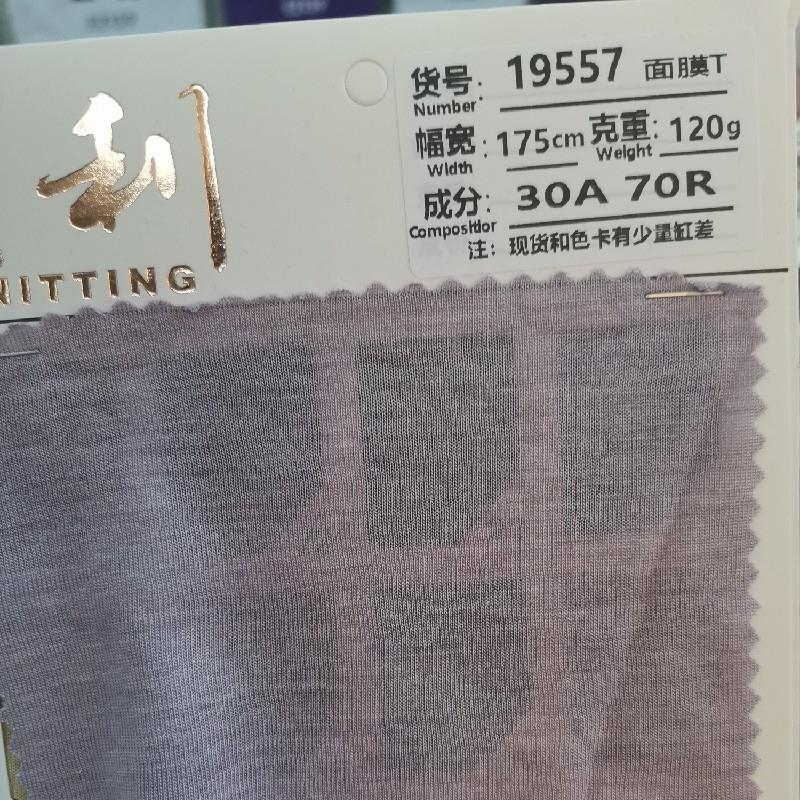 利
NITTING
货号: 19557 面膜T
Number
幅宽: 175cm 克重: 120g
Width Weight
成分: 30A 70R
Composition
注: 现货和色卡有少量缸差